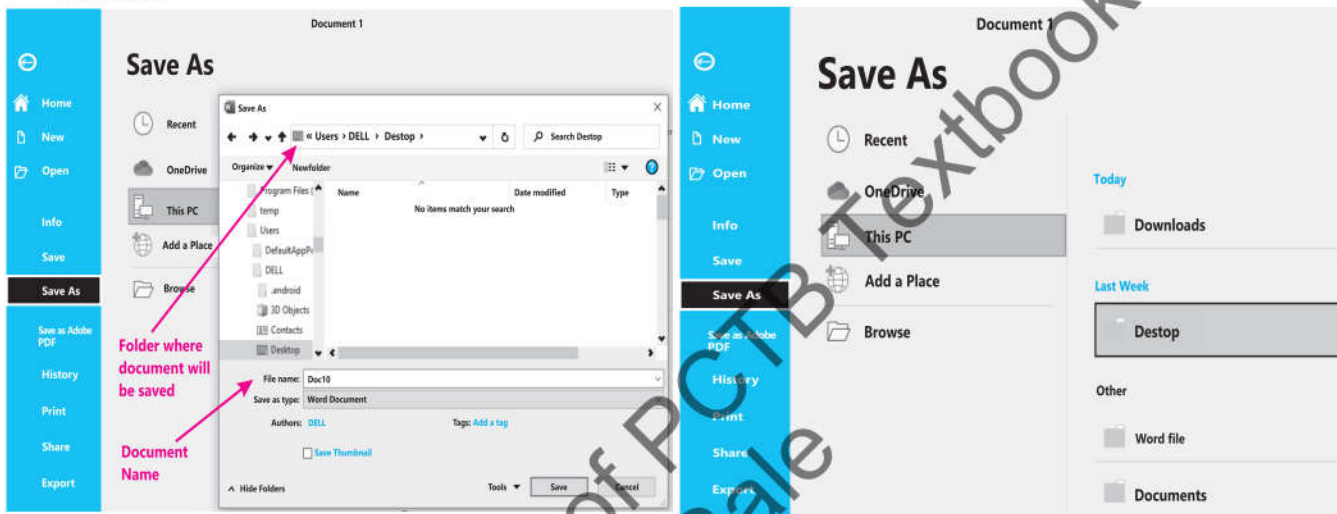 Document 1
Save As
Home
New
Open
Info
Save
Save As
Save as Adobe
PDF
History
Print
Share
Export
Recent
OneDrive
This PC
Add a Place
Browse
Folder where
document will
be saved
Document
Name
Save As
« Users › DELL › Destop ›
Search Destop
Organize
Newfolder
Program Files (
temp
Users
DefaultAppPo
DELL
.android
3D Objects
Contacts
Desktop
Name
Date modified
Type
No items match your search
File name: Doc10
Save as type: Word Document
Authors: DELL
Tags: Add a tag
Save Thumbnail
Hide Folders
Tools
Save
Cancel
Document 1
Save As
Home
New
Open
Info
Save
Save As
Save as Adobe
PDF
History
Print
Share
Export
Recent
OneDrive
This PC
Add a Place
Browse
Today
Downloads
Last Week
Destop
Other
Word file
Documents
of PCTB Textbook
ale